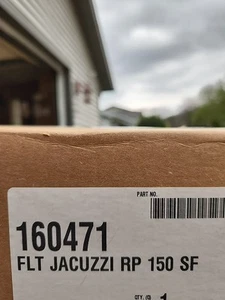 PART NO.
160471
FLT JACUZZI RP 150 SF
QTY. (Q)
1